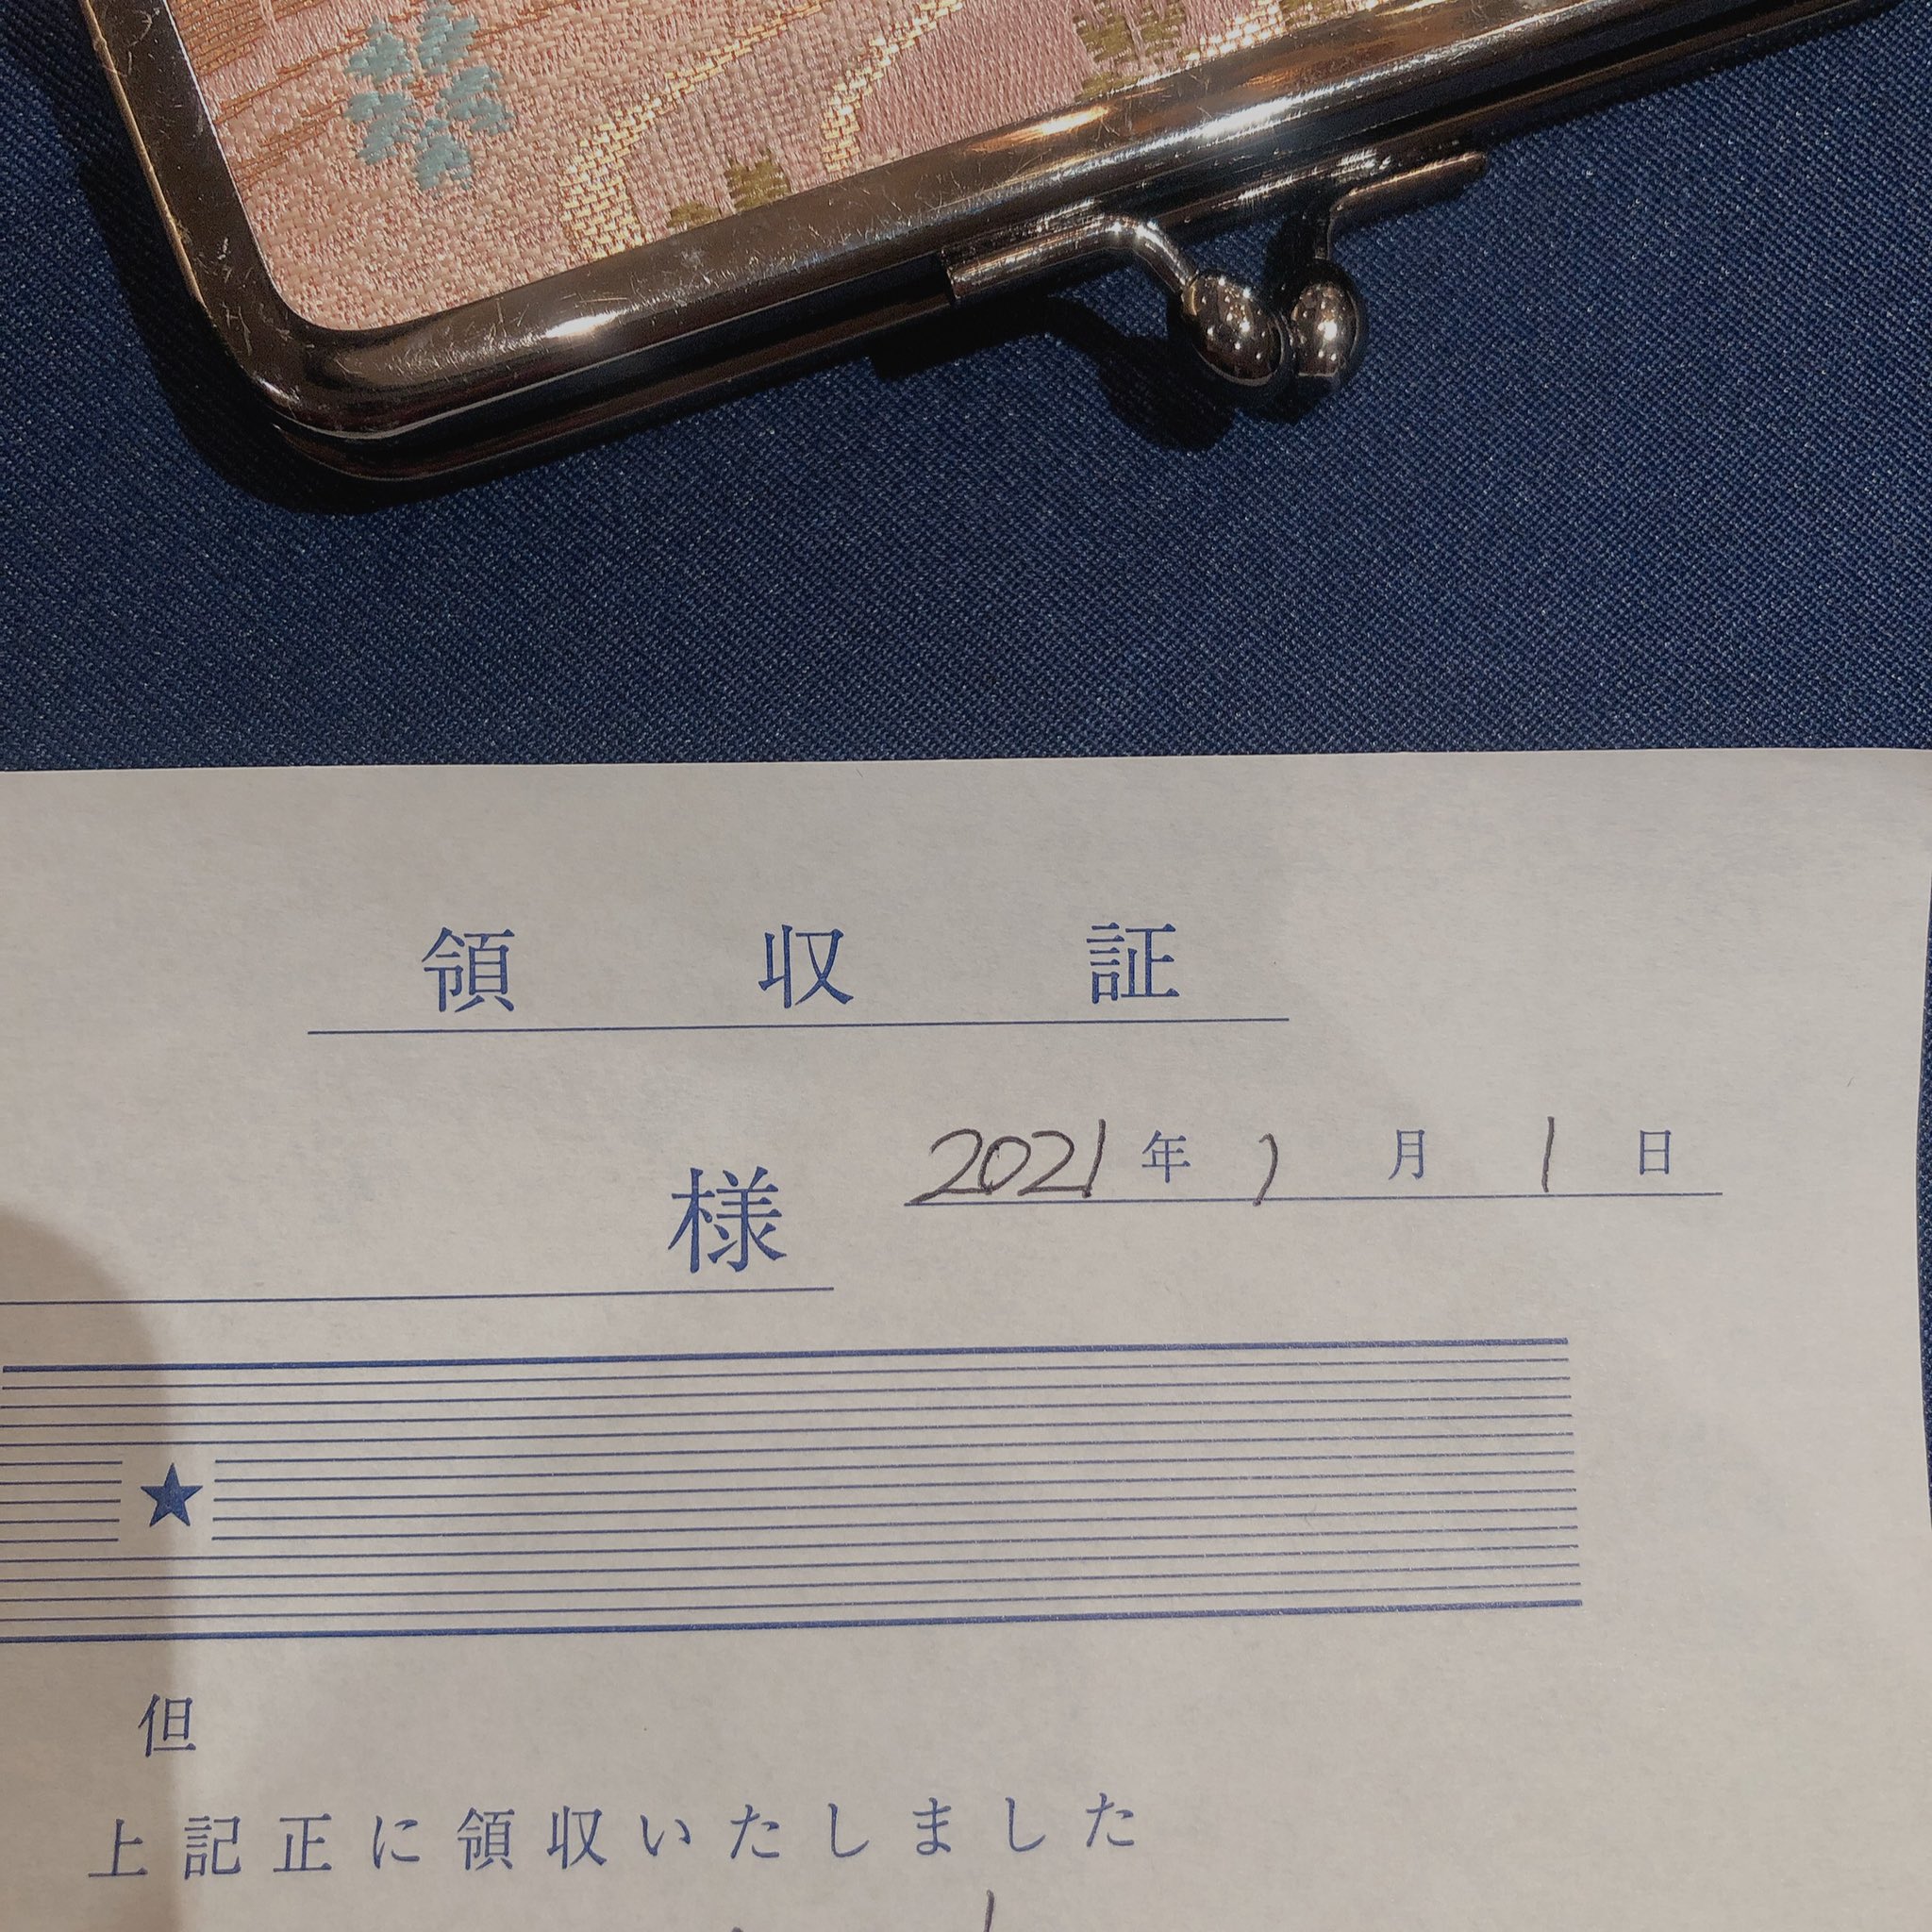 領収証
2021年1月1日
様
★
但
上記正に領収いたしました